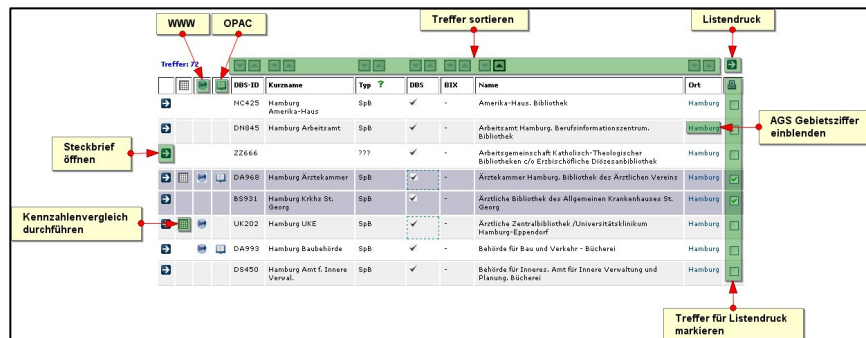 WWW OPAC Treffer sortieren Listendruck
Treffer: 72
DBS-ID Kurzname Typ ? DBS BIX Name Ort
NC425 Hamburg Amerika-Haus SpB ✓ - Amerika-Haus. Bibliothek Hamburg
DN845 Hamburg Arbeitsamt SpB ✓ - Arbeitsamt Hamburg. Berufsinformationszentrum. Bibliothek Hamburg
AGS Gebietsziffer
einblenden
Steckbrief
öffnen
ZZ666 ??? ✓ - Arbeitsgemeinschaft Katholisch-Theologischer Bibliotheken c/o Erzbischöfliche Diözesanbibliothek Hamburg
DA968 Hamburg Ärztekammer SpB ✓ - Ärztekammer Hamburg. Bibliothek des Ärztlichen Vereins Hamburg
BS931 Hamburg Krkhs St. Georg SpB ✓ - Ärztliche Bibliothek des Allgemeinen Krankenhauses St. Georg Hamburg
Kennzahlenvergleich
durchführen
UK202 Hamburg UKE SpB ✓ - Ärztliche Zentralbibliothek /Universitätsklinikum Hamburg-Eppendorf Hamburg
DA993 Hamburg Baubehörde SpB ✓ - Behörde für Bau und Verkehr - Bücherei Hamburg
DS450 Hamburg Amt f. Innere Verwal. SpB ✓ - Behörde für Inneres. Amt für Innere Verwaltung und Planung. Bücherei Hamburg
Treffer für Listendruck
markieren